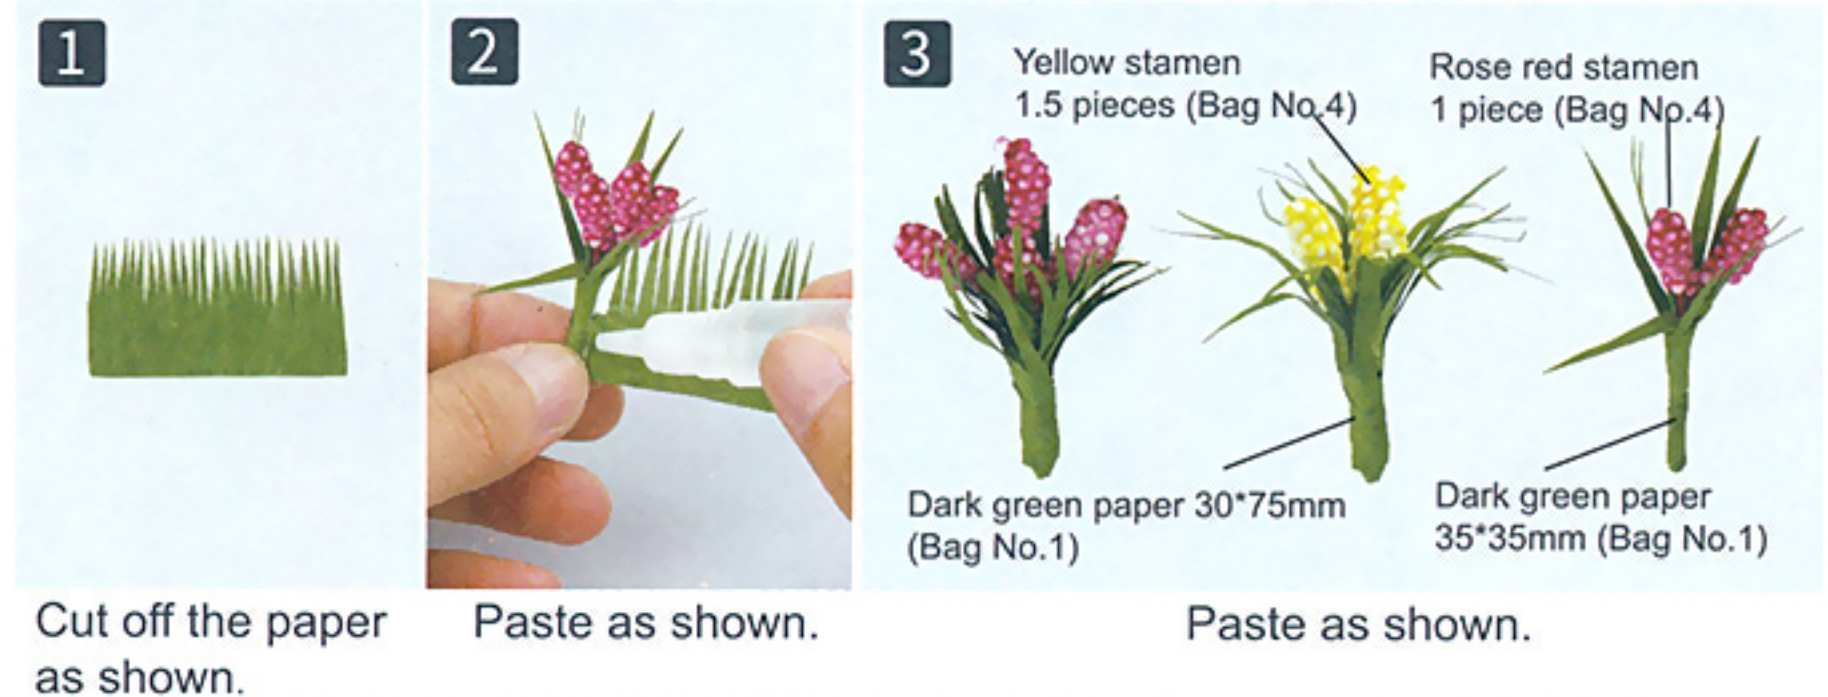 1
2
3
Yellow stamen
1.5 pieces (Bag No.4)
Rose red stamen
1 piece (Bag No.4)
Dark green paper 30*75mm
(Bag No.1)
Dark green paper
35*35mm (Bag No.1)
Cut off the paper
as shown.
Paste as shown.
Paste as shown.